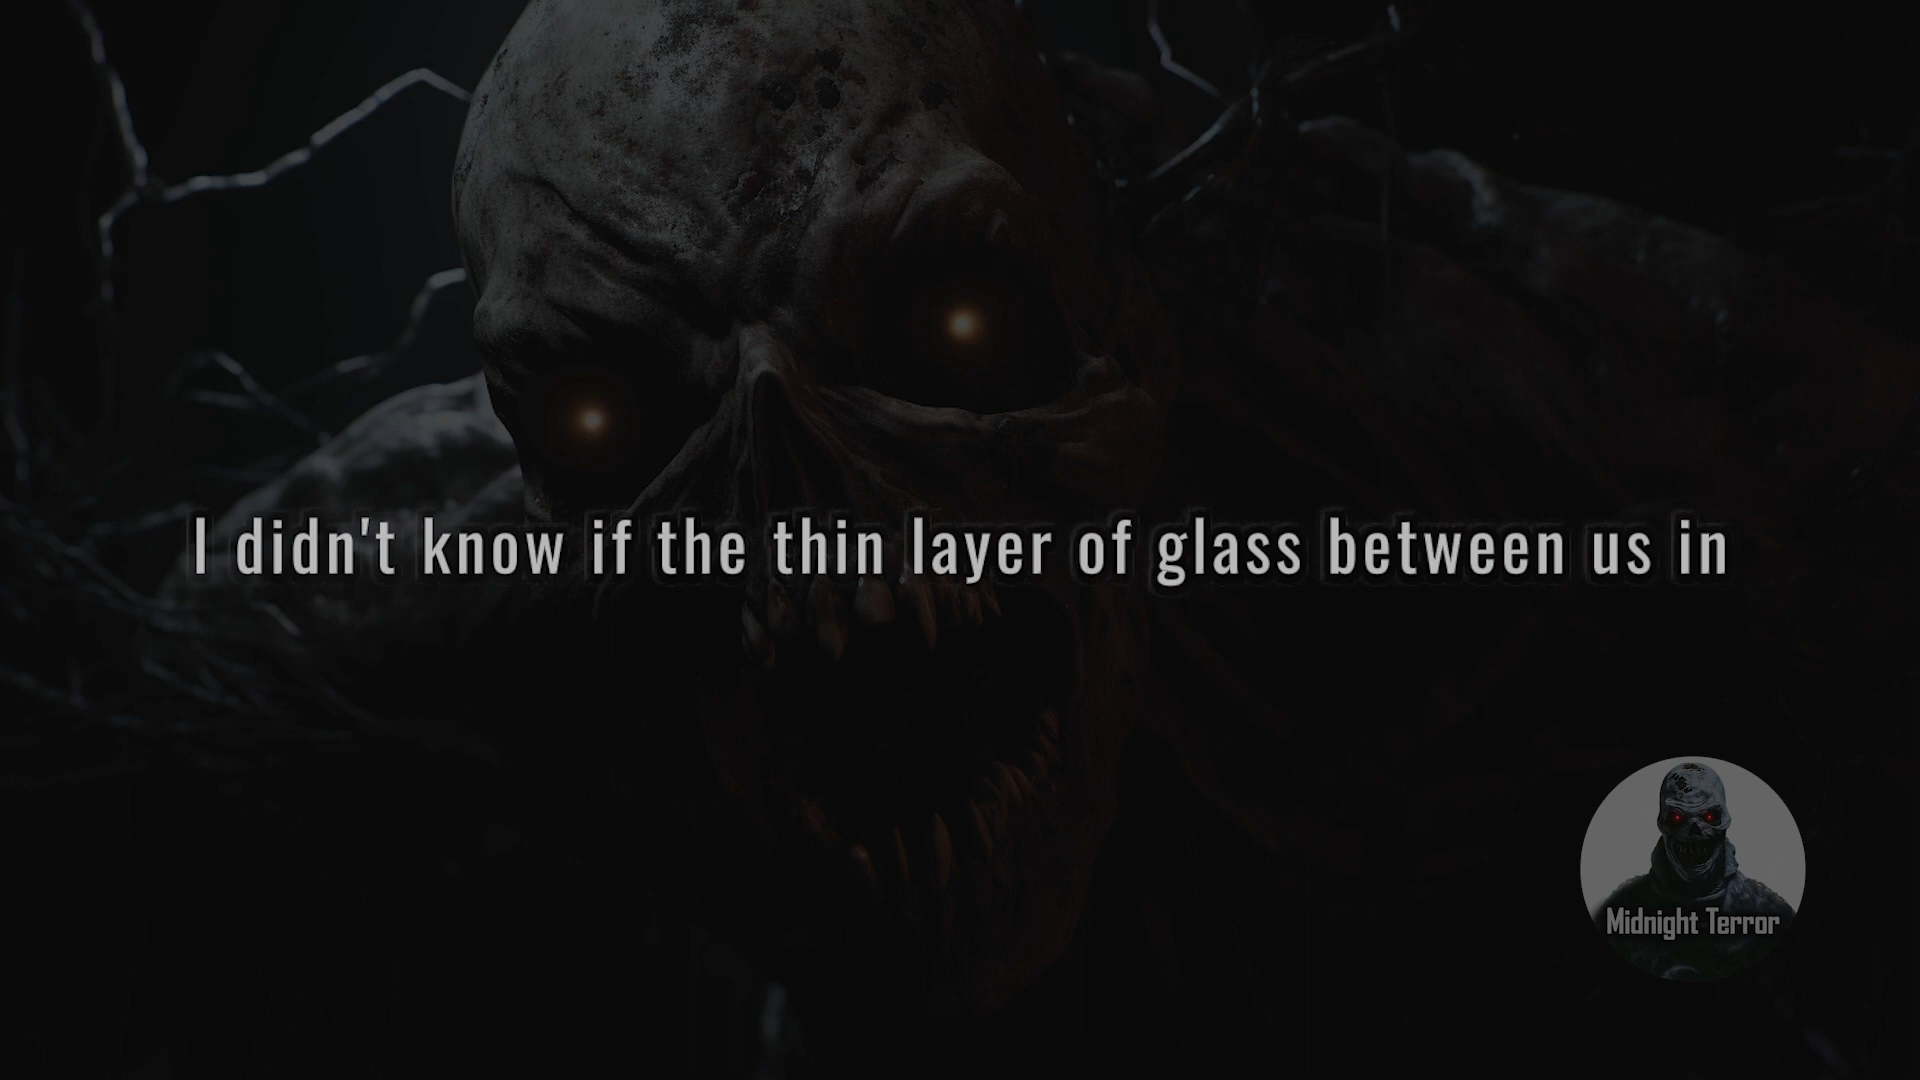 I didn't know if the thin layer of glass between us in
Midnight Terror